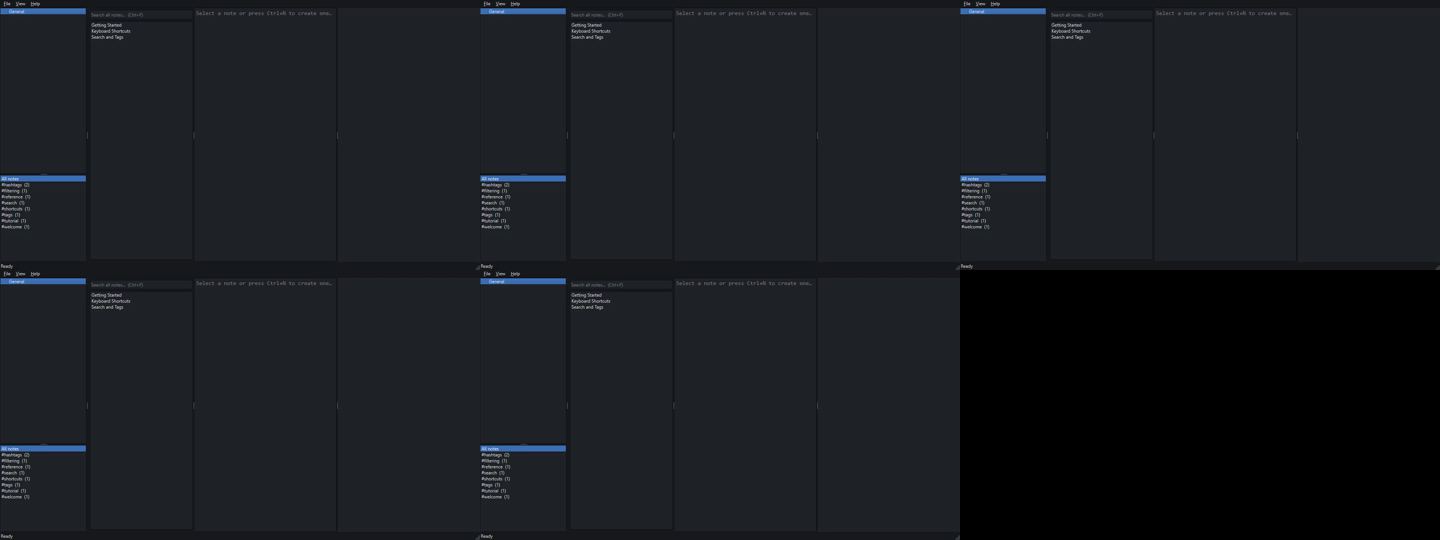 File View Help
General
Search all notes... (Ctrl+F)
Getting Started
Keyboard Shortcuts
Search and Tags
Select a note or press Ctrl+N to create one…
All notes
#hashtags (2)
#filtering (1)
#reference (1)
#search (1)
#shortcuts (1)
#tags (1)
#tutorial (1)
#welcome (1)
Ready
File View Help
General
Search all notes... (Ctrl+F)
Getting Started
Keyboard Shortcuts
Search and Tags
Select a note or press Ctrl+N to create one…
All notes
#hashtags (2)
#filtering (1)
#reference (1)
#search (1)
#shortcuts (1)
#tags (1)
#tutorial (1)
#welcome (1)
Ready
File View Help
General
Search all notes... (Ctrl+F)
Getting Started
Keyboard Shortcuts
Search and Tags
Select a note or press Ctrl+N to create one…
All notes
#hashtags (2)
#filtering (1)
#reference (1)
#search (1)
#shortcuts (1)
#tags (1)
#tutorial (1)
#welcome (1)
Ready
File View Help
General
Search all notes... (Ctrl+F)
Getting Started
Keyboard Shortcuts
Search and Tags
Select a note or press Ctrl+N to create one…
All notes
#hashtags (2)
#filtering (1)
#reference (1)
#search (1)
#shortcuts (1)
#tags (1)
#tutorial (1)
#welcome (1)
Ready
File View Help
General
Search all notes... (Ctrl+F)
Getting Started
Keyboard Shortcuts
Search and Tags
Select a note or press Ctrl+N to create one…
All notes
#hashtags (2)
#filtering (1)
#reference (1)
#search (1)
#shortcuts (1)
#tags (1)
#tutorial (1)
#welcome (1)
Ready